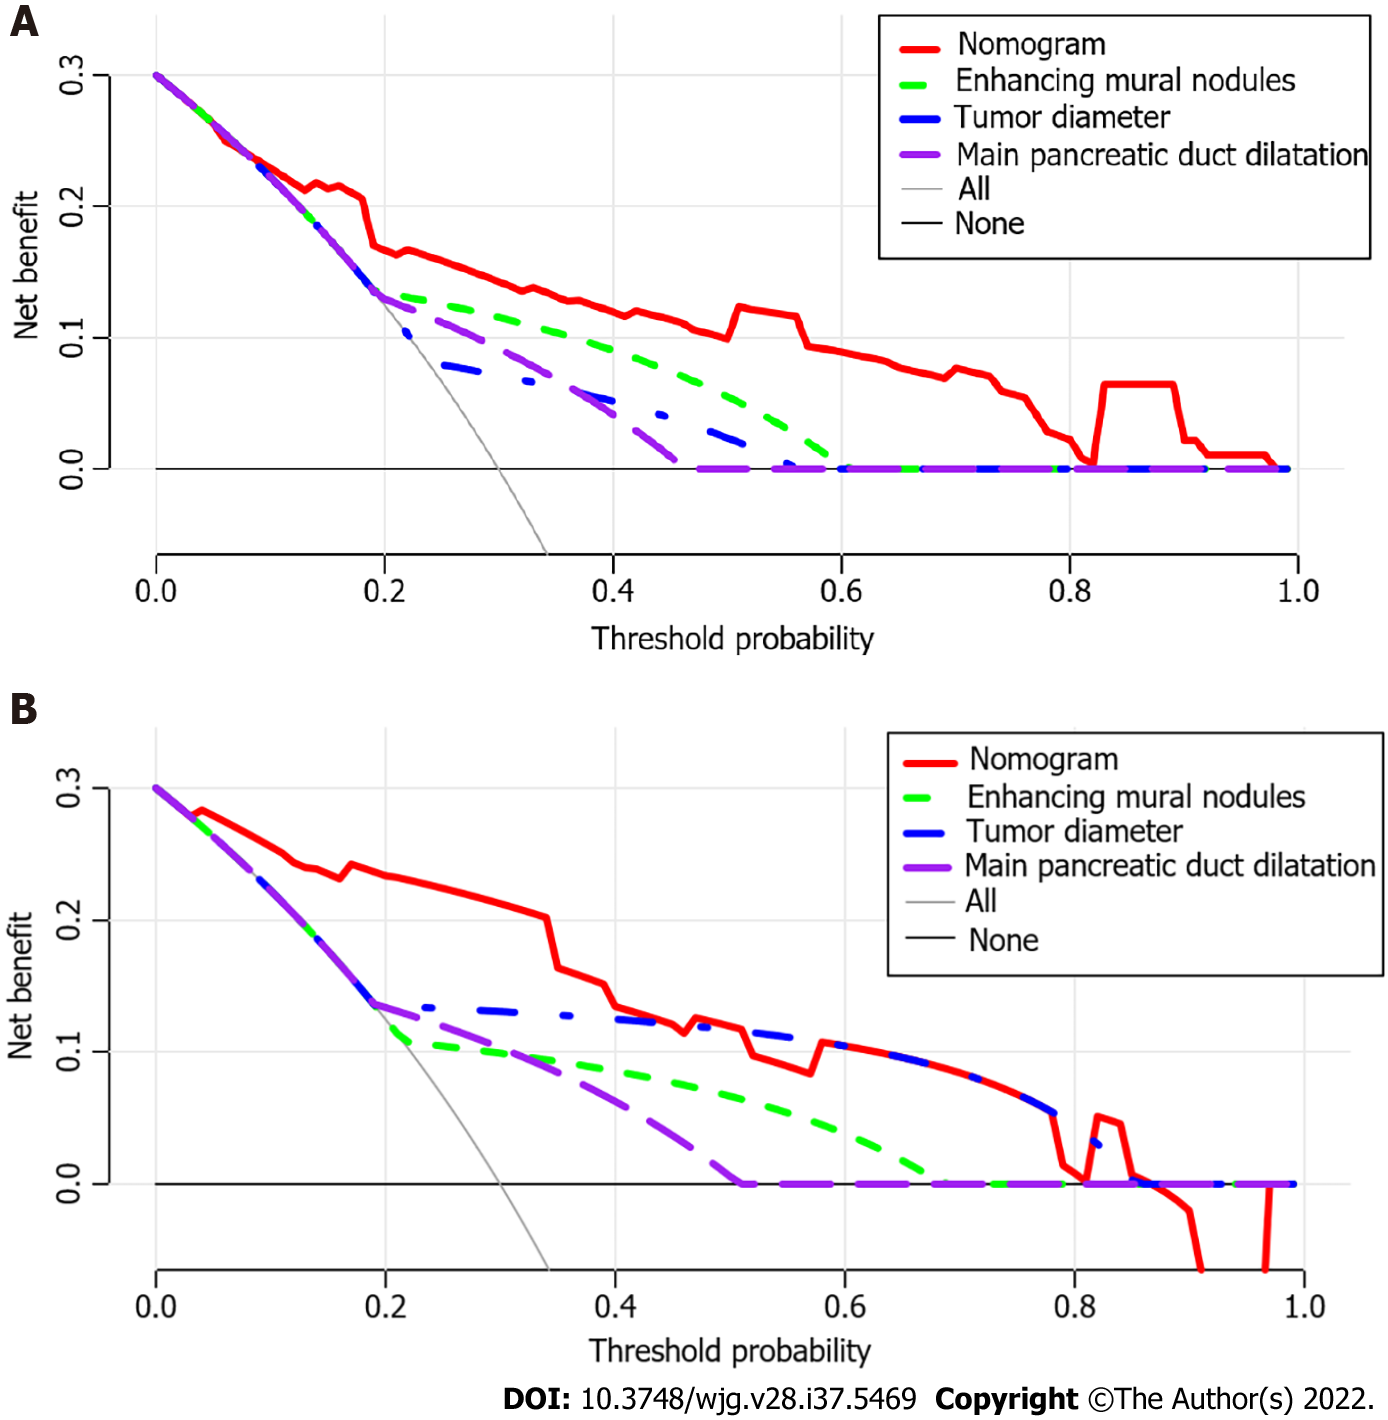 A
Nomogram
Enhancing mural nodules
Tumor diameter
Main pancreatic duct dilatation
All
None
Net benefit
0.3
0.2
0.1
0.0
0.0 0.2 0.4 0.6 0.8 1.0
Threshold probability
B
Nomogram
Enhancing mural nodules
Tumor diameter
Main pancreatic duct dilatation
All
None
Net benefit
0.3
0.2
0.1
0.0
0.0 0.2 0.4 0.6 0.8 1.0
Threshold probability
DOI: 10.3748/wjg.v28.i37.5469 Copyright ©The Author(s) 2022.